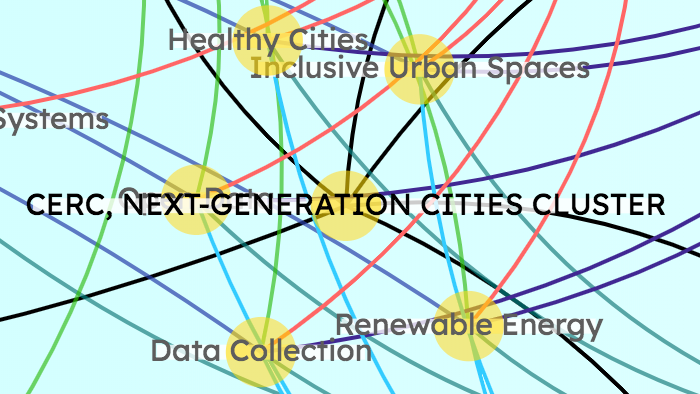 Healthy Cities
Inclusive Urban Spaces
Systems
CERC, NEXT-GENERATION CITIES CLUSTER
Renewable Energy
Data Collection